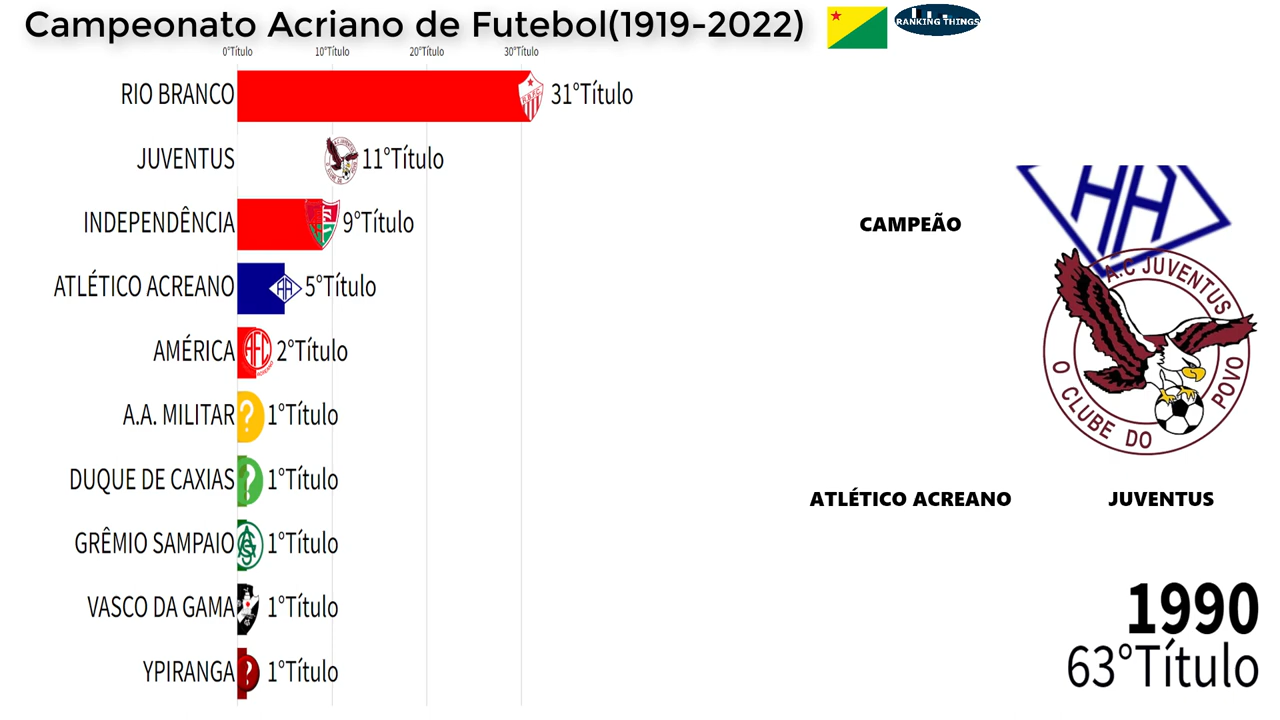 Campeonato Acriano de Futebol(1919-2022)
RANKING THINGS
0°Título 10°Título 20°Título 30°Título
RIO BRANCO 31°Título
JUVENTUS 11°Título
INDEPENDÊNCIA 9°Título
ATLÉTICO ACREANO 5°Título
AMÉRICA AFC 2°Título
A.A. MILITAR ? 1°Título
DUQUE DE CAXIAS ? 1°Título
GRÊMIO SAMPAIO 1°Título
VASCO DA GAMA 1°Título
YPIRANGA ? 1°Título
CAMPEÃO
AA
A.C JUVENTUS
O CLUBE DO POVO
ATLÉTICO ACREANO JUVENTUS
1990
63°Título